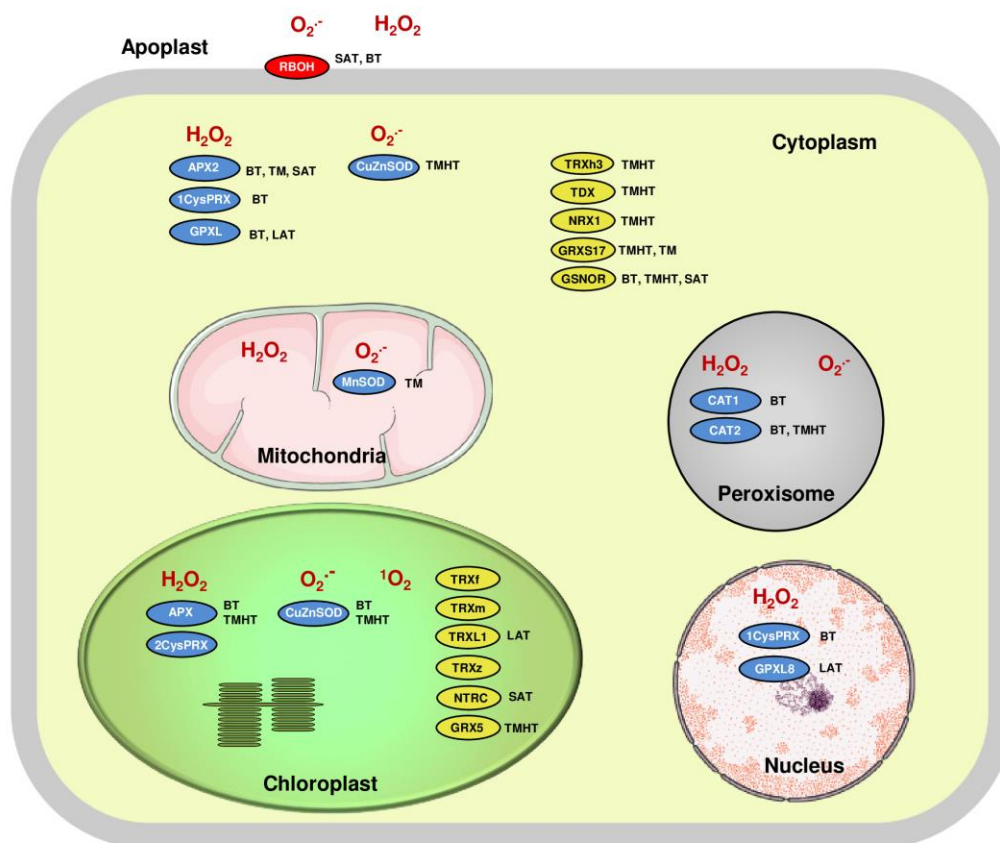 O₂·- H₂O₂
Apoplast
RBOH SAT, BT
Cytoplasm
H₂O₂ O₂·-
APX2 BT, TM, SAT
1CysPRX BT
GPXL BT, LAT
CuZnSOD TMHT
TRXh3 TMHT
TDX TMHT
NRX1 TMHT
GRXS17 TMHT, TM
GSNOR BT, TMHT, SAT
H₂O₂ O₂·-
MnSOD TM
Mitochondria
H₂O₂ O₂·-
CAT1 BT
CAT2 BT, TMHT
Peroxisome
H₂O₂ O₂·- ¹O₂
APX BT
TMHT
2CysPRX
CuZnSOD BT
TMHT
TRXf
TRXm
TRXL1 LAT
TRXz
NTRC SAT
GRX5 TMHT
Chloroplast
H₂O₂
1CysPRX BT
GPXL8 LAT
Nucleus